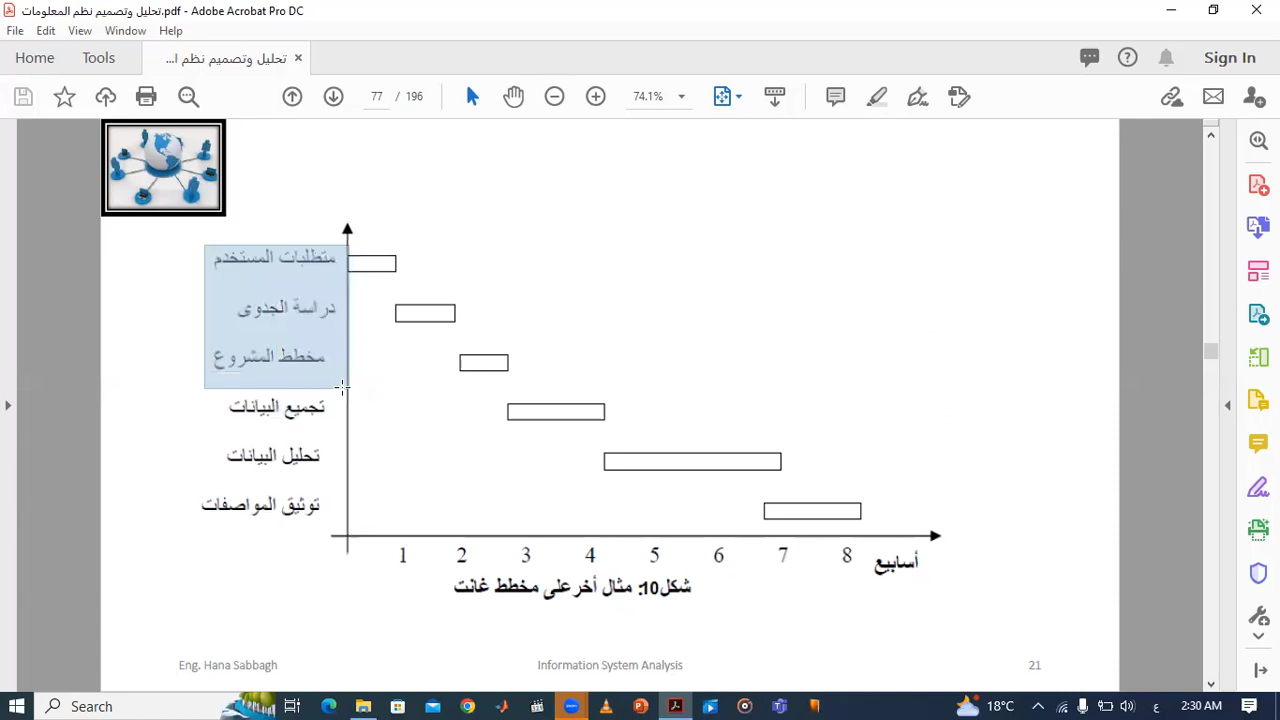 تحليل وتصميم نظم المعلومات.pdf - Adobe Acrobat Pro DC
File Edit View Window Help
Home Tools تحليل وتصميم نظم ا... × Sign In
77 / 196 74.1%
متطلبات المستخدم
دراسة الجدوى
مخطط المشروع
تجميع البيانات
تحليل البيانات
توثيق المواصفات
1 2 3 4 5 6 7 8 أسابيع
شكل10: مثال أخرعلى مخطط غانت
Eng. Hana Sabbagh Information System Analysis 21
Search 18°C ع 2:30 AM